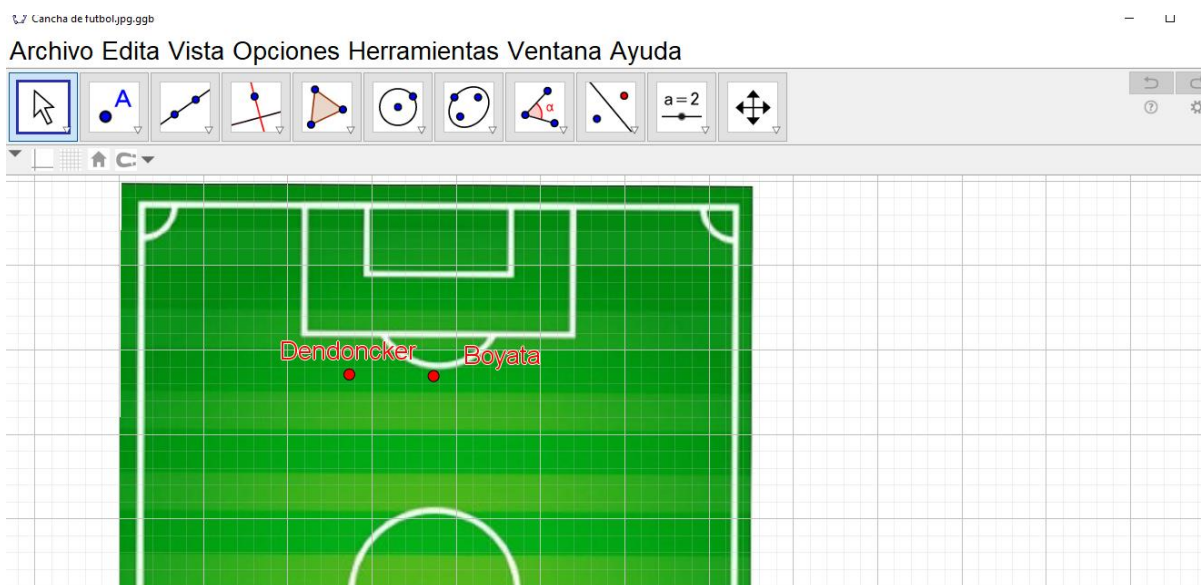 Cancha de futbol.jpg.ggb
Archivo Edita Vista Opciones Herramientas Ventana Ayuda
A
α
a=2
?
Dendoncker
Boyata